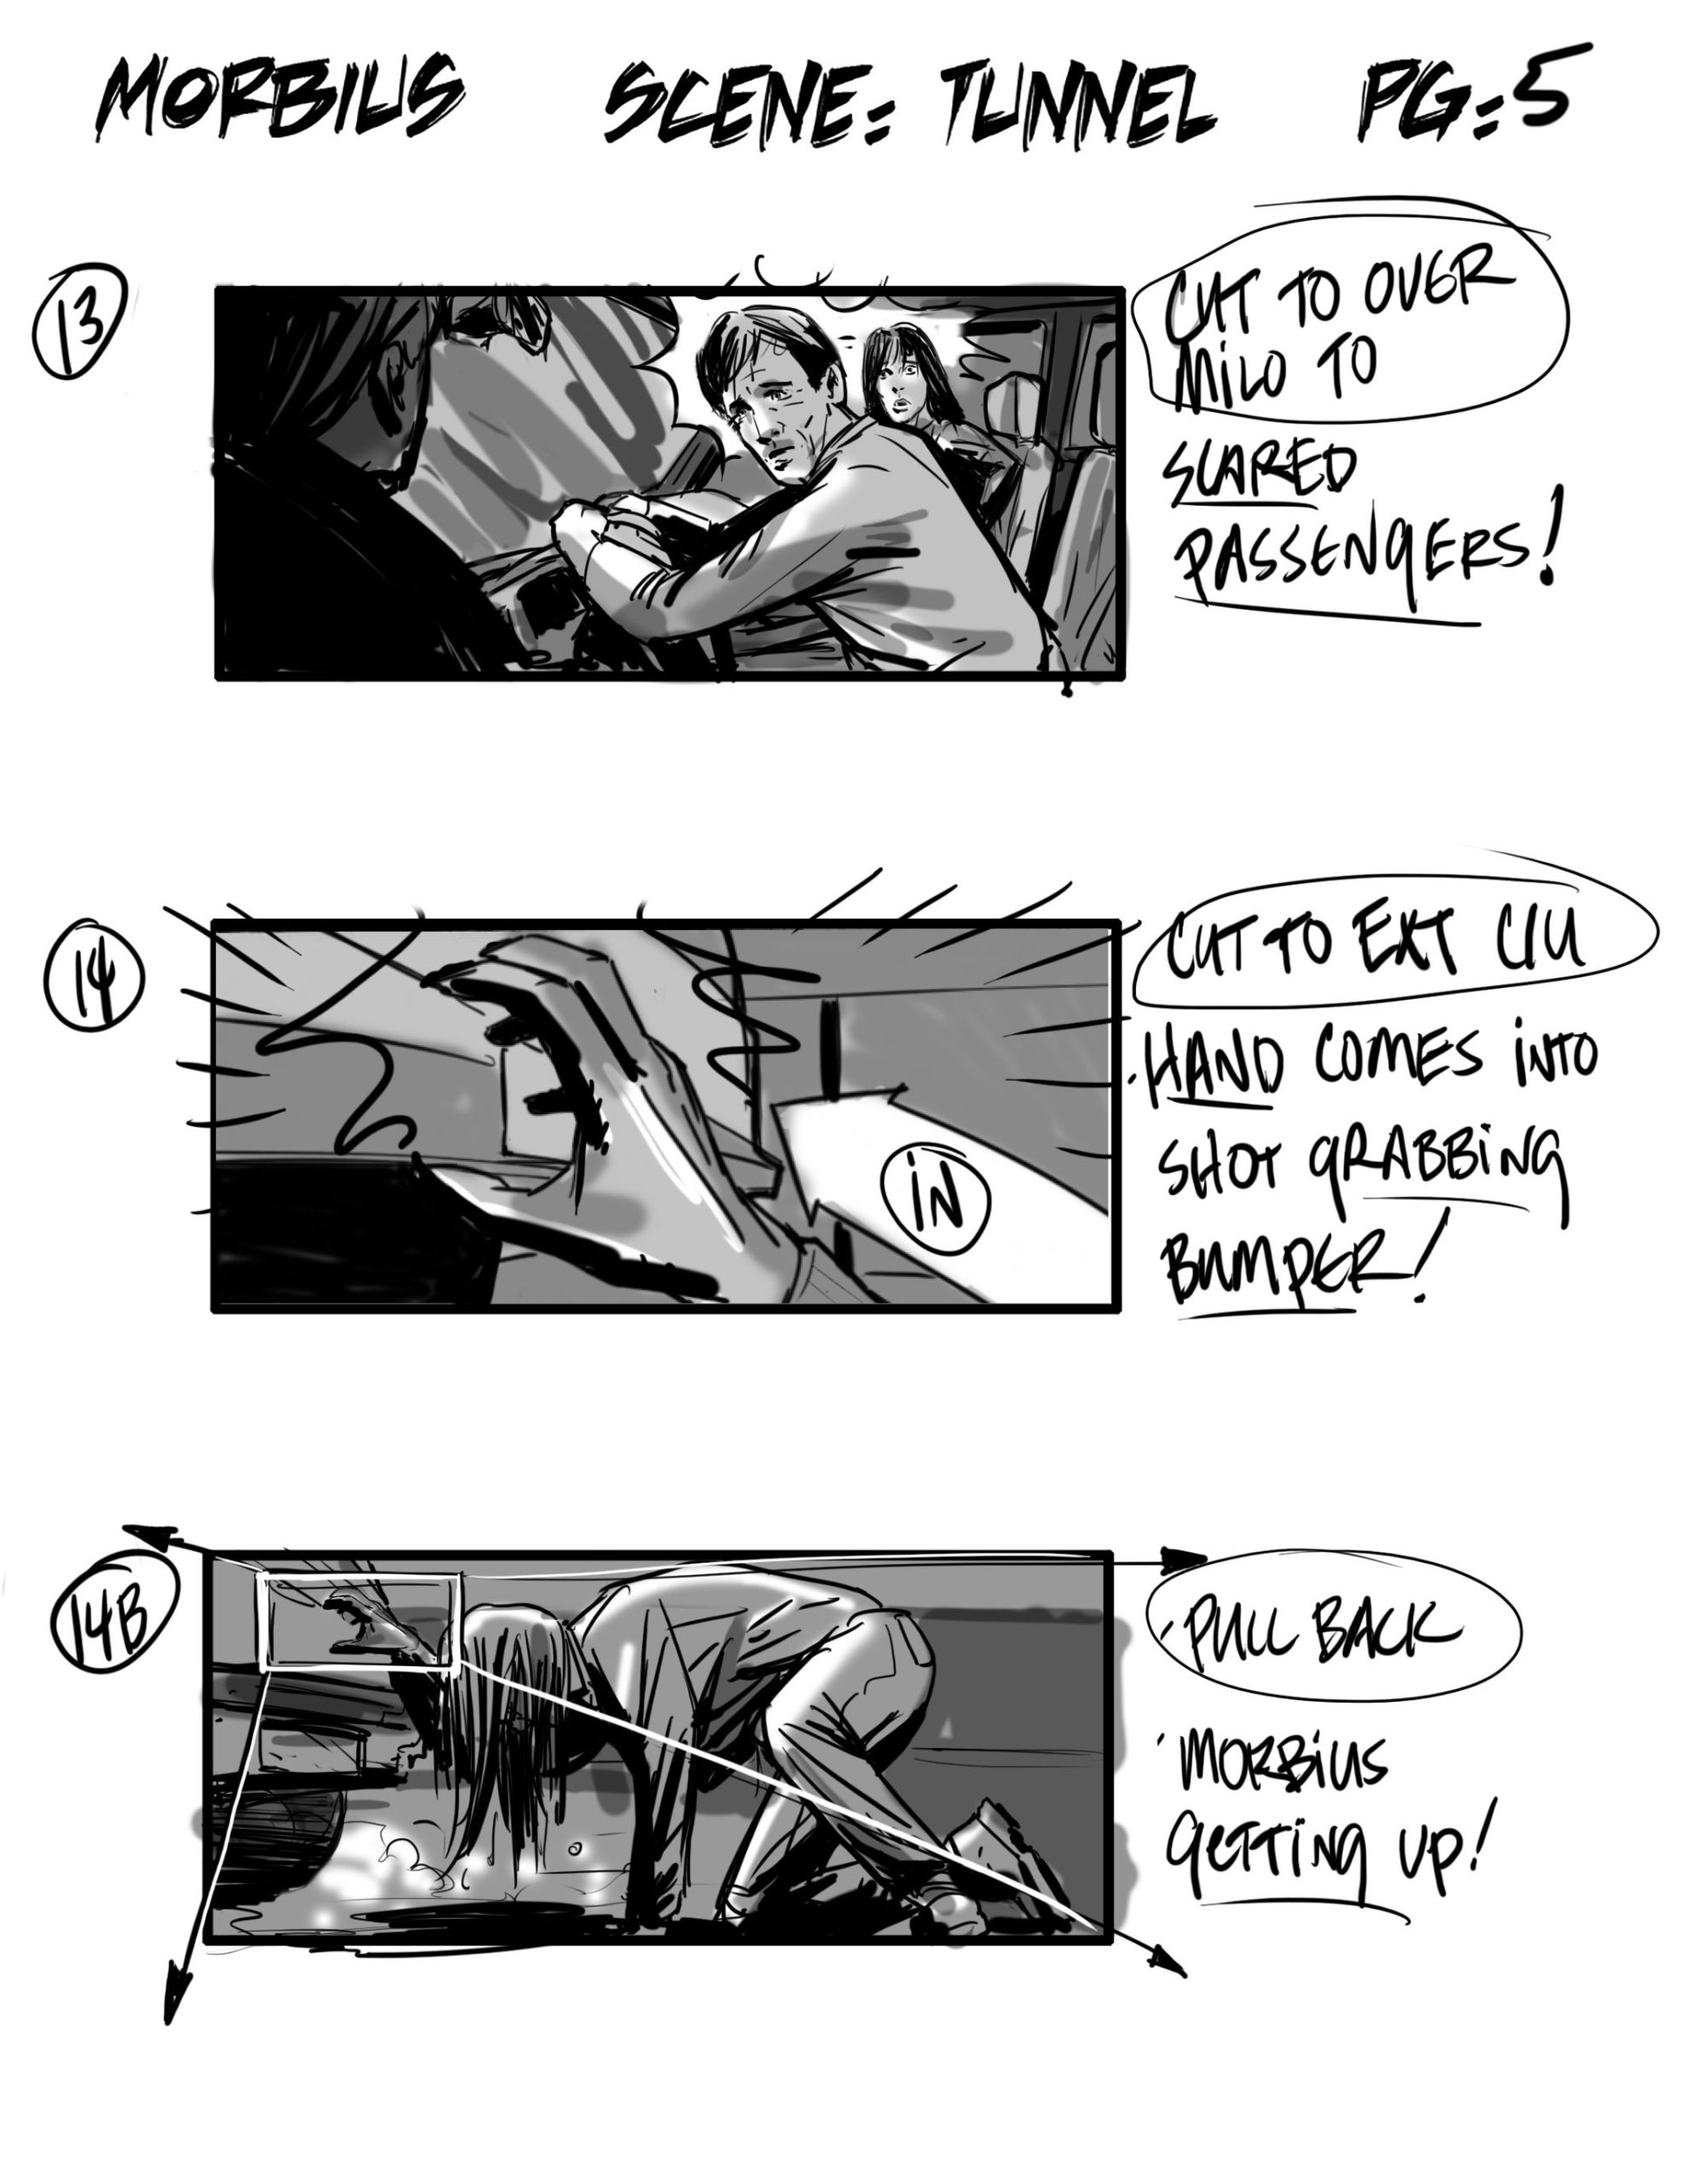 MORBIUS SCENE: TUNNEL PG: 5
13
CUT TO OVER
MILO TO
SCARED
PASSENGERS!
14
CUT TO EXT C/U
HAND COMES INTO
SHOT GRABBING
BUMPER!
IN
14B
PULL BACK
MORBIUS
GETTING UP!